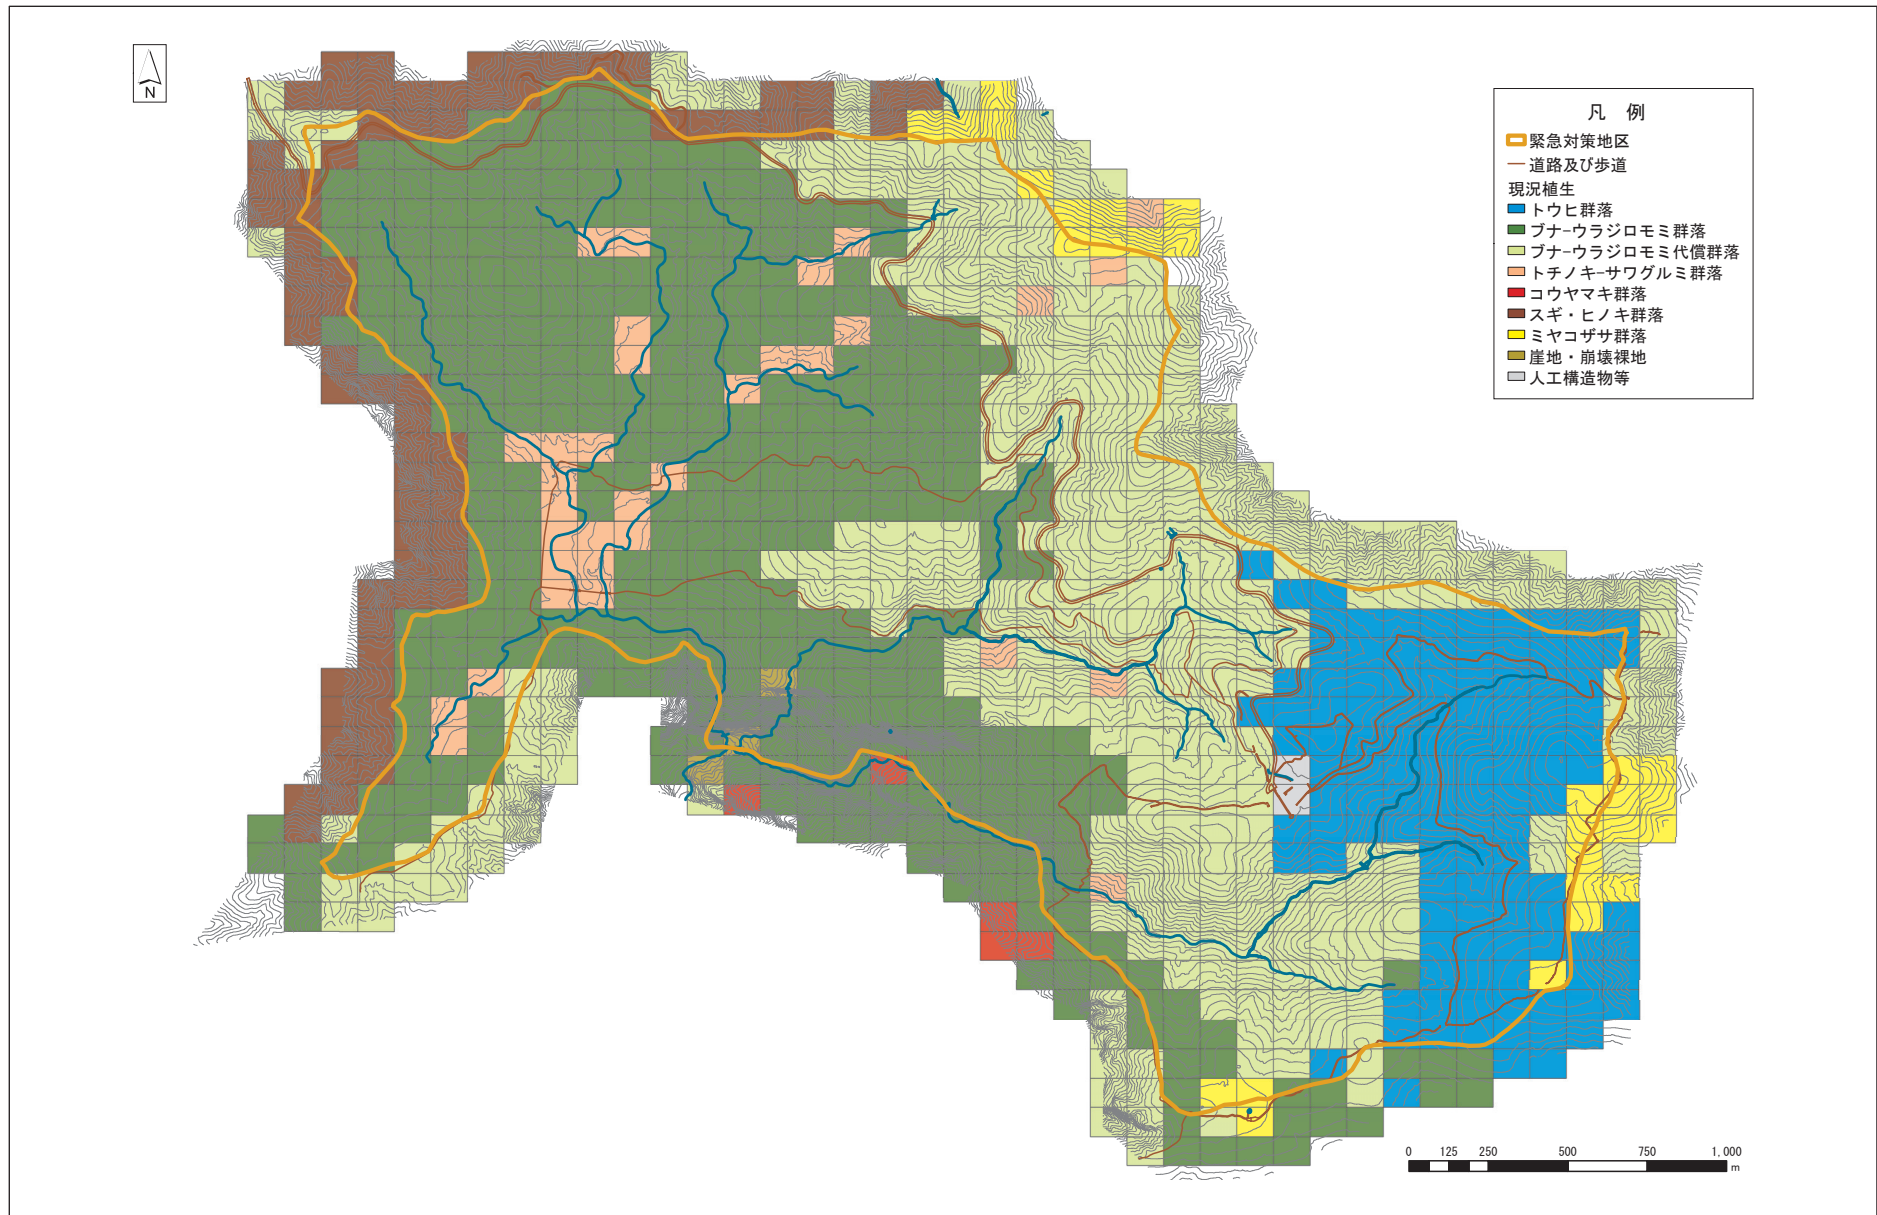 N
凡 例
緊急対策地区
道路及び歩道
現況植生
トウヒ群落
ブナ−ウラジロモミ群落
ブナ−ウラジロモミ代償群落
トチノキ−サワグルミ群落
コウヤマキ群落
スギ・ヒノキ群落
ミヤコザサ群落
崖地・崩壊裸地
人工構造物等
0 125 250 500 750 1,000
m